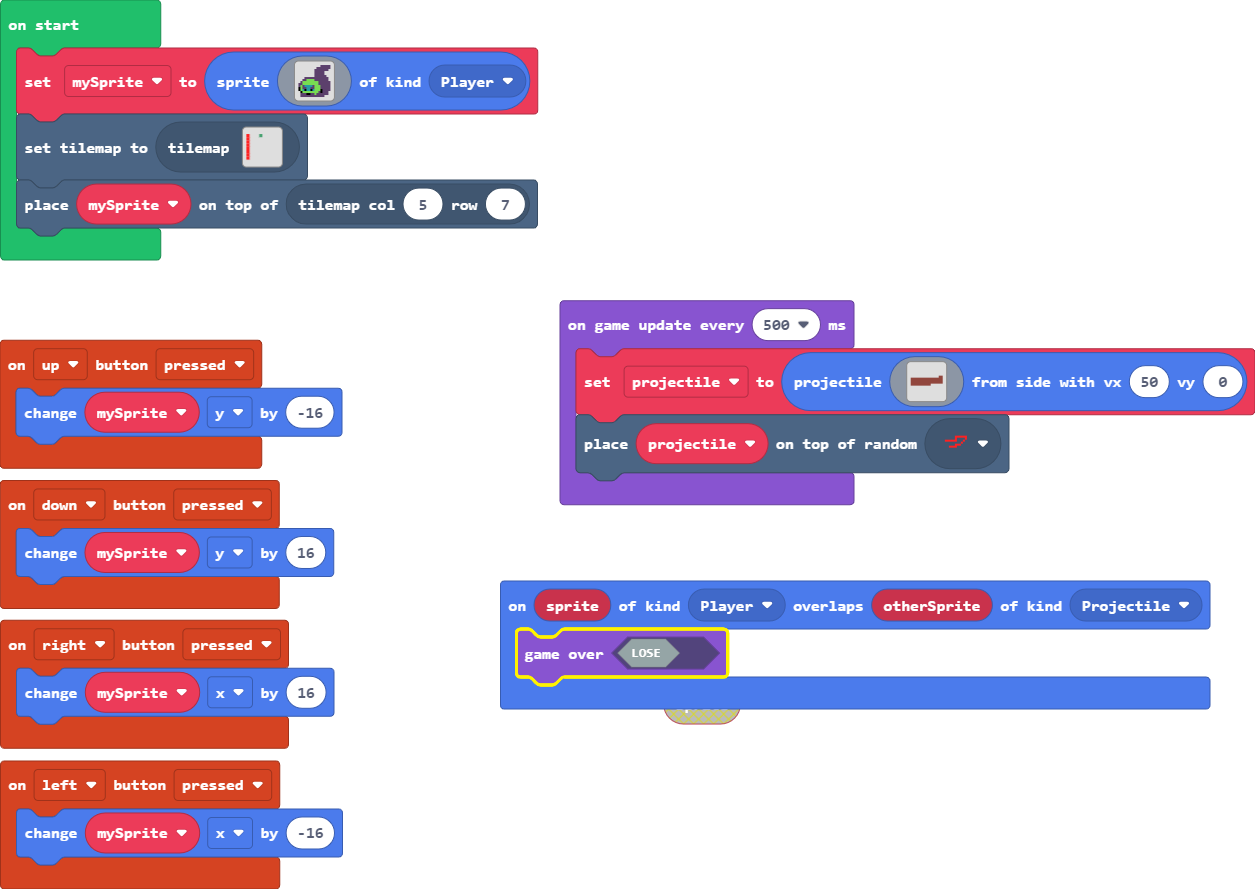 on start
set mySprite to sprite of kind Player
set tilemap to tilemap
place mySprite on top of tilemap col 5 row 7
on game update every 500 ms
set projectile to projectile from side with vx 50 vy 0
place projectile on top of random
on up button pressed
change mySprite y by -16
on down button pressed
change mySprite y by 16
on right button pressed
change mySprite x by 16
on left button pressed
change mySprite x by -16
on sprite of kind Player overlaps otherSprite of kind Projectile
game over LOSE